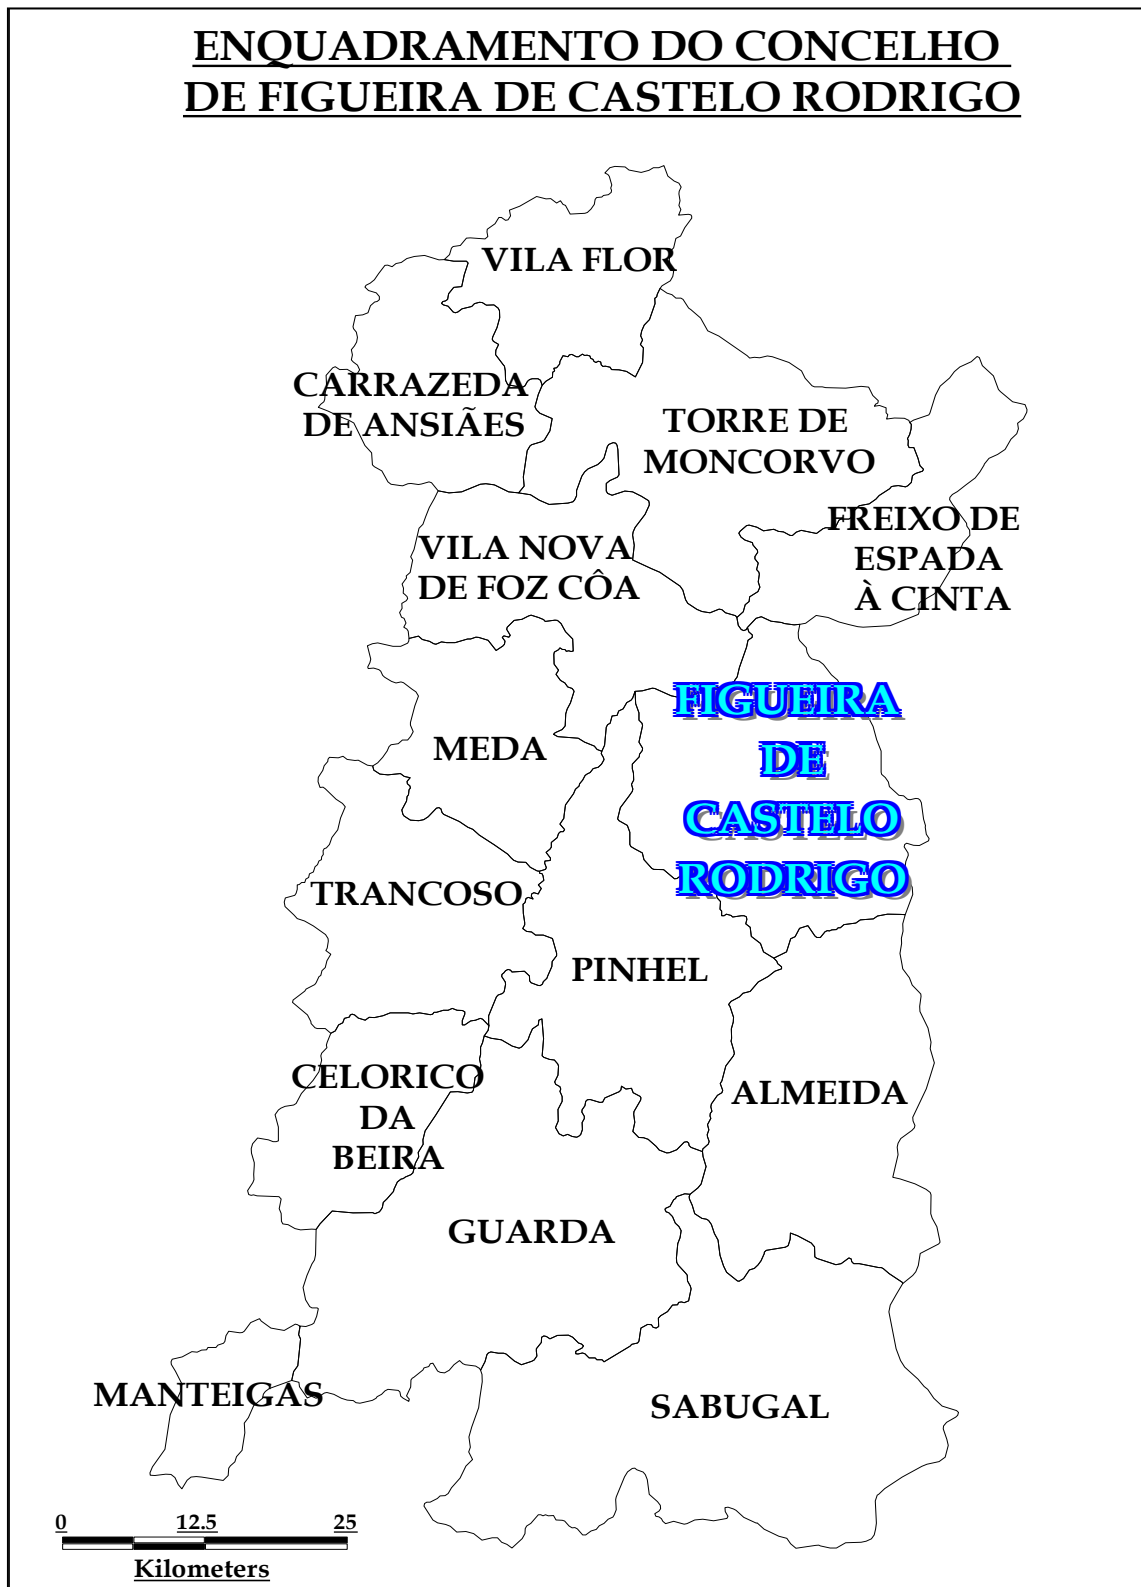 ENQUADRAMENTO DO CONCELHO
DE FIGUEIRA DE CASTELO RODRIGO
VILA FLOR
CARRAZEDA
DE ANSIÃES
TORRE DE
MONCORVO
FREIXO DE
ESPADA
À CINTA
VILA NOVA
DE FOZ CÔA
FIGUEIRA
DE
CASTELO
RODRIGO
MEDA
TRANCOSO
PINHEL
CELORICO
DA
BEIRA
ALMEIDA
GUARDA
MANTEIGAS
SABUGAL
0 12.5 25
Kilometers